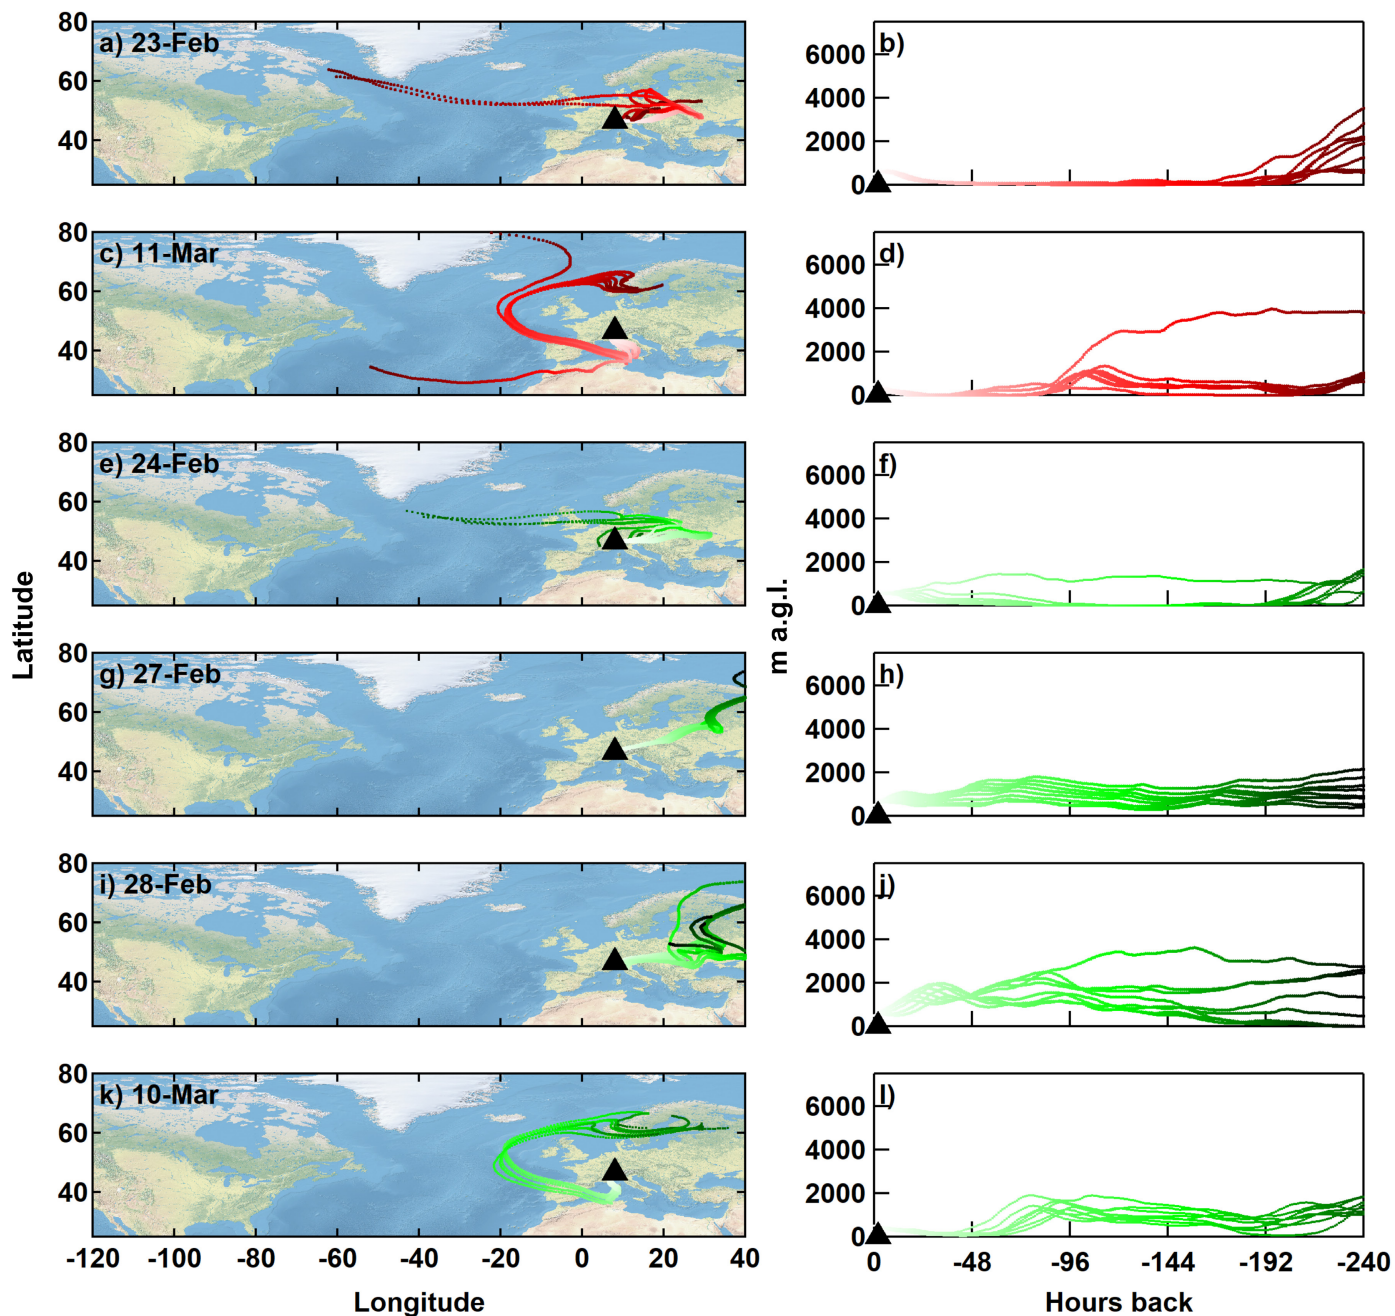 80
a) 23-Feb
60
40
b)
6000
4000
2000
0
80
c) 11-Mar
60
40
d)
6000
4000
2000
0
80
e) 24-Feb
60
40
f)
6000
4000
2000
0
80
g) 27-Feb
60
40
h)
6000
4000
2000
0
80
i) 28-Feb
60
40
j)
6000
4000
2000
0
80
k) 10-Mar
60
40
l)
6000
4000
2000
0
Latitude
m a.g.l.
-120 -100 -80 -60 -40 -20 0 20 40
0 -48 -96 -144 -192 -240
Longitude
Hours back